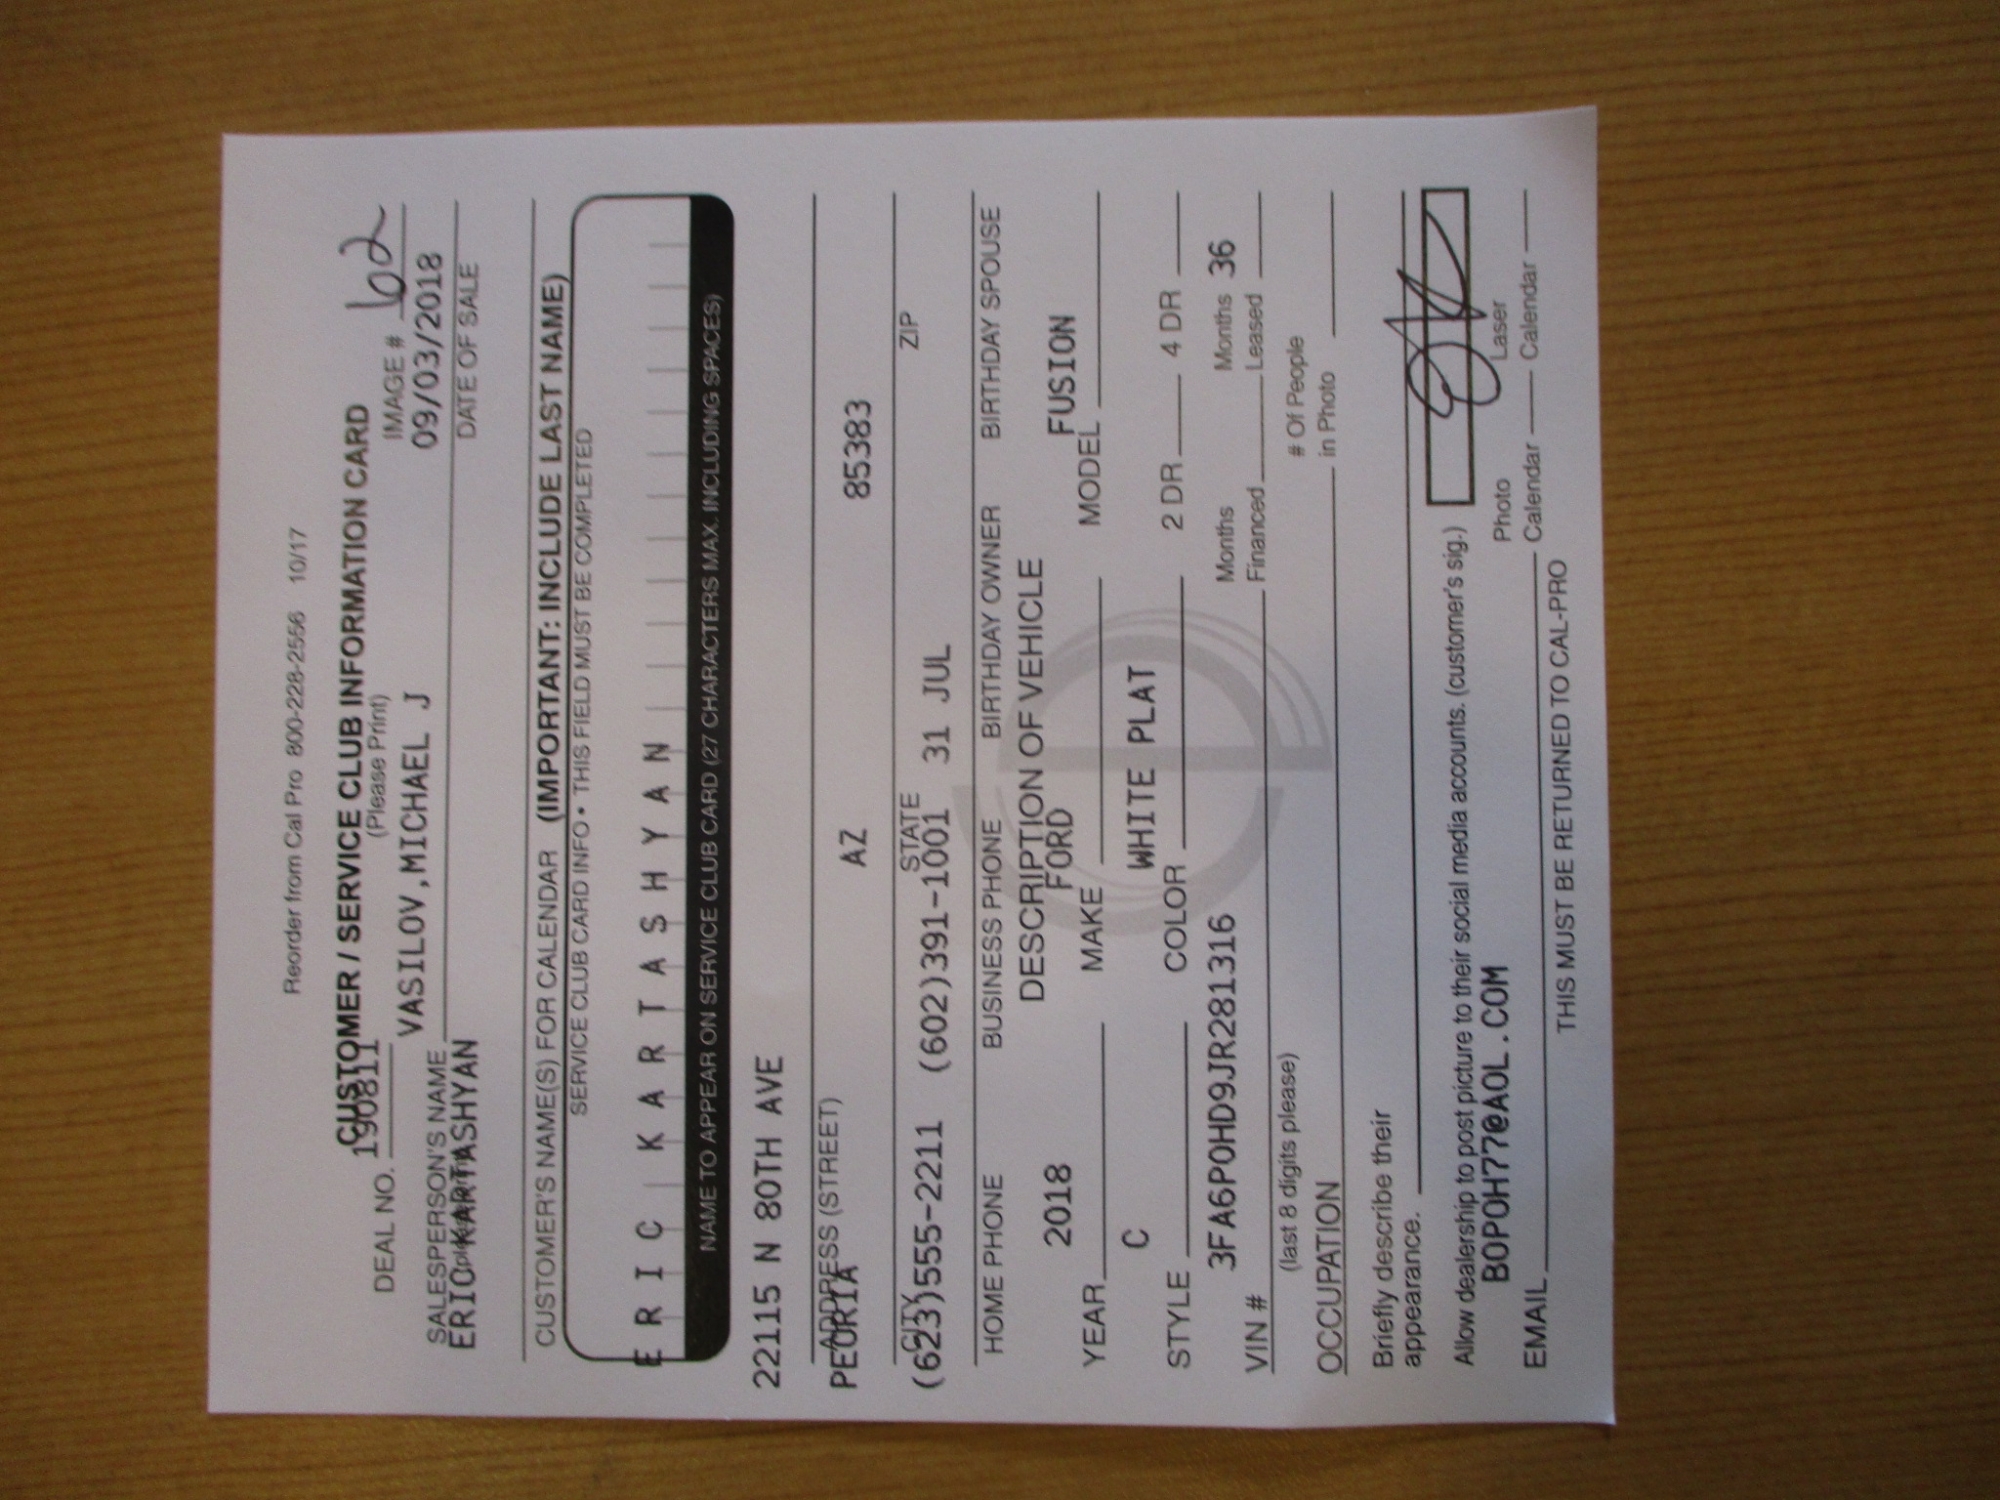 Reorder from Cal Pro 800-228-2556 10/17
CUSTOMER / SERVICE CLUB INFORMATION CARD
(Please Print)
DEAL NO. 190811 IMAGE # 62
VASILOV,MICHAEL J 09/03/2018
SALESPERSON'S NAME DATE OF SALE
ERIC KARTASHYAN
CUSTOMER'S NAME(S) FOR CALENDAR (IMPORTANT: INCLUDE LAST NAME)
SERVICE CLUB CARD INFO • THIS FIELD MUST BE COMPLETED
E R I C K A R T A S H Y A N
NAME TO APPEAR ON SERVICE CLUB CARD (27 CHARACTERS MAX. INCLUDING SPACES)
22115 N 80TH AVE
ADDRESS (STREET)
PEORIA AZ 85383
CITY STATE ZIP
(623)555-2211 (602)391-1001 31 JUL
HOME PHONE BUSINESS PHONE BIRTHDAY OWNER BIRTHDAY SPOUSE
DESCRIPTION OF VEHICLE
2018 FORD FUSION
YEAR MAKE MODEL
C WHITE PLAT
STYLE COLOR 2 DR 4 DR
3FA6P0HD9JR281316 Months Months 36
VIN # Financed Leased
(last 8 digits please) # Of People
OCCUPATION in Photo
Briefly describe their
appearance.
Allow dealership to post picture to their social media accounts. (customer's sig.)
BOPOH77@AOL.COM Photo Laser
EMAIL Calendar Calendar
THIS MUST BE RETURNED TO CAL-PRO